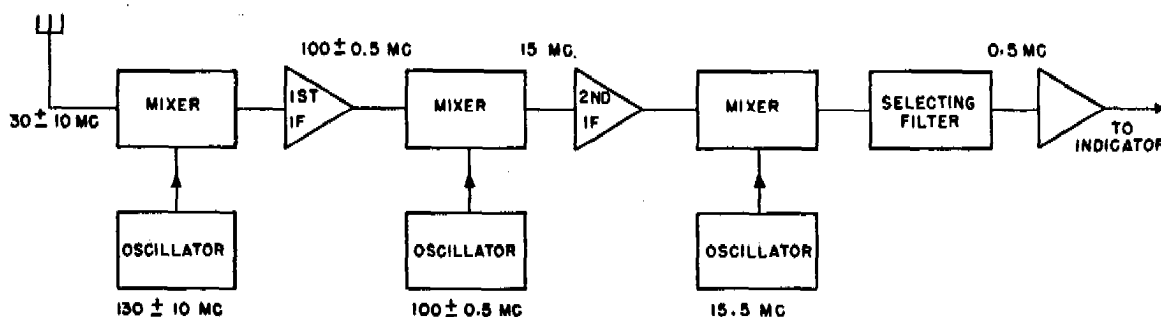 100 ± 0.5 MC
15 MC.
0.5 MC
30 ± 10 MC
MIXER
1ST
IF
MIXER
2ND
IF
MIXER
SELECTING
FILTER
TO
INDICATOR
OSCILLATOR
OSCILLATOR
OSCILLATOR
130 ± 10 MC
100 ± 0.5 MC
15.5 MC